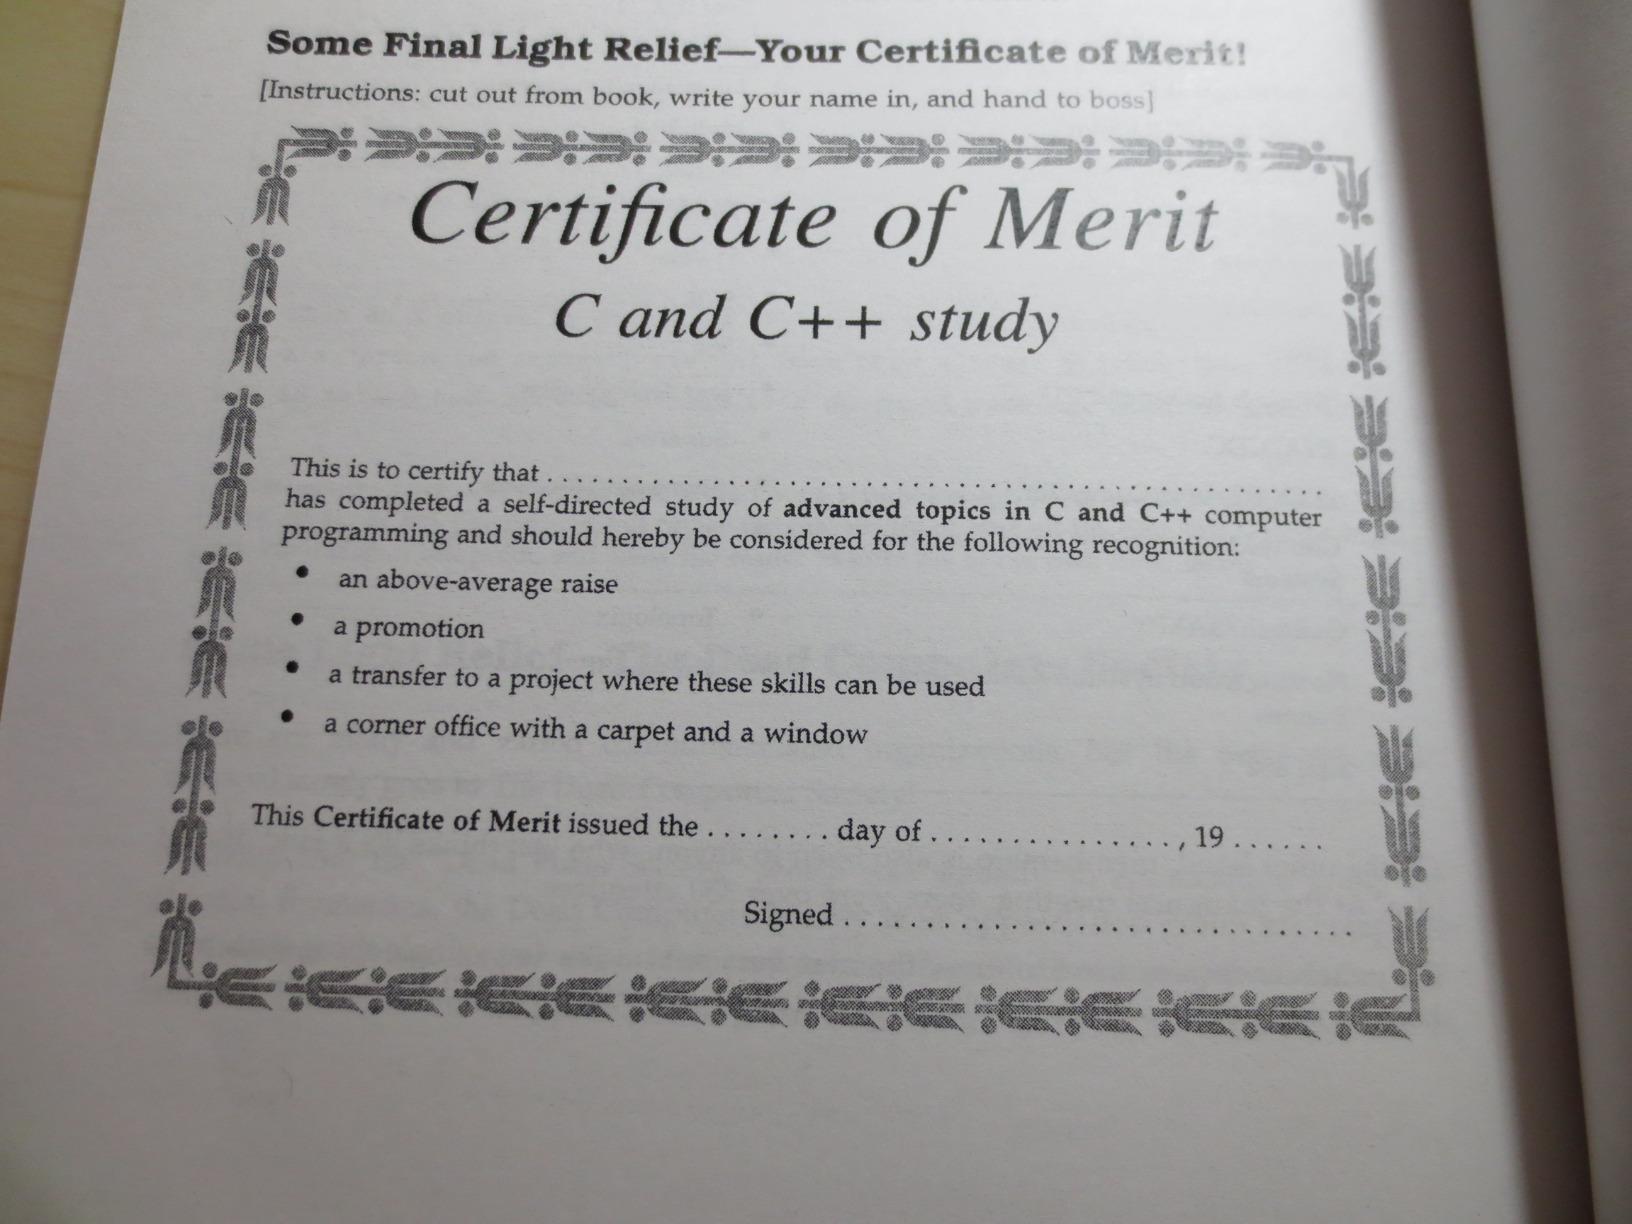 Some Final Light Relief—Your Certificate of Merit!
[Instructions: cut out from book, write your name in, and hand to boss]
Certificate of Merit
C and C++ study
This is to certify that . . . . . . . . . . . . . . . . . . . . . . . . . . . . . . . . . . . . . . . . . . . . . . . . . . . .
has completed a self-directed study of advanced topics in C and C++ computer
programming and should hereby be considered for the following recognition:
• an above-average raise
• a promotion
• a transfer to a project where these skills can be used
• a corner office with a carpet and a window
This Certificate of Merit issued the . . . . . . . . day of . . . . . . . . . . . . . . . . , 19 . . . . . .
Signed . . . . . . . . . . . . . . . . . . . . . . . . . . . . . . . .